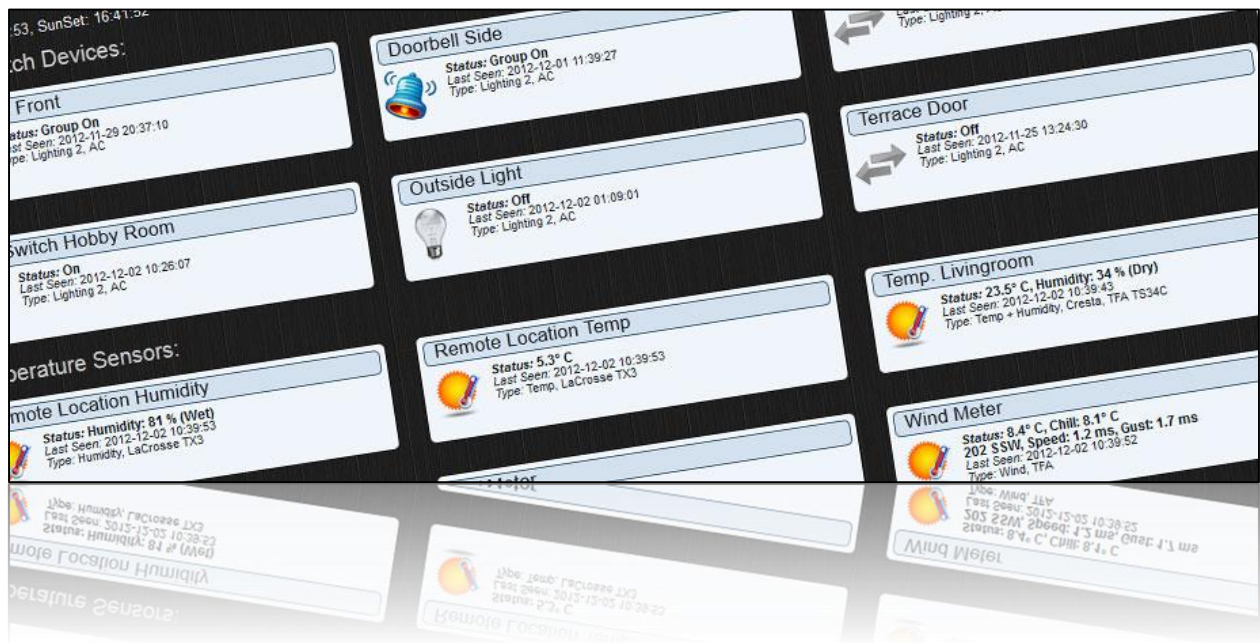 :53, SunSet: 16:41:52
ch Devices:
Front
atus: Group On
st Seen: 2012-11-29 20:37:10
ype: Lighting 2, AC
Doorbell Side
Status: Group On
Last Seen: 2012-12-01 11:39:27
Type: Lighting 2, AC
Type: Lighting 2, AC
Terrace Door
Status: Off
Last Seen: 2012-11-25 13:24:30
Type: Lighting 2, AC
Switch Hobby Room
Status: On
Last Seen: 2012-12-02 10:26:07
Type: Lighting 2, AC
Outside Light
Status: Off
Last Seen: 2012-12-02 01:09:01
Type: Lighting 2, AC
Temp. Livingroom
Status: 23.5° C, Humidity: 34 % (Dry)
Last Seen: 2012-12-02 10:39:43
Type: Temp + Humidity, Cresta, TFA TS34C
perature Sensors:
mote Location Humidity
Status: Humidity: 81 % (Wet)
Last Seen: 2012-12-02 10:39:53
Type: Humidity, LaCrosse TX3
Remote Location Temp
Status: 5.3° C
Last Seen: 2012-12-02 10:39:53
Type: Temp, LaCrosse TX3
Wind Meter
Status: 8.4° C, Chill: 8.1° C
202 SSW, Speed: 1.2 ms, Gust: 1.7 ms
Last Seen: 2012-12-02 10:39:52
Type: Wind, TFA